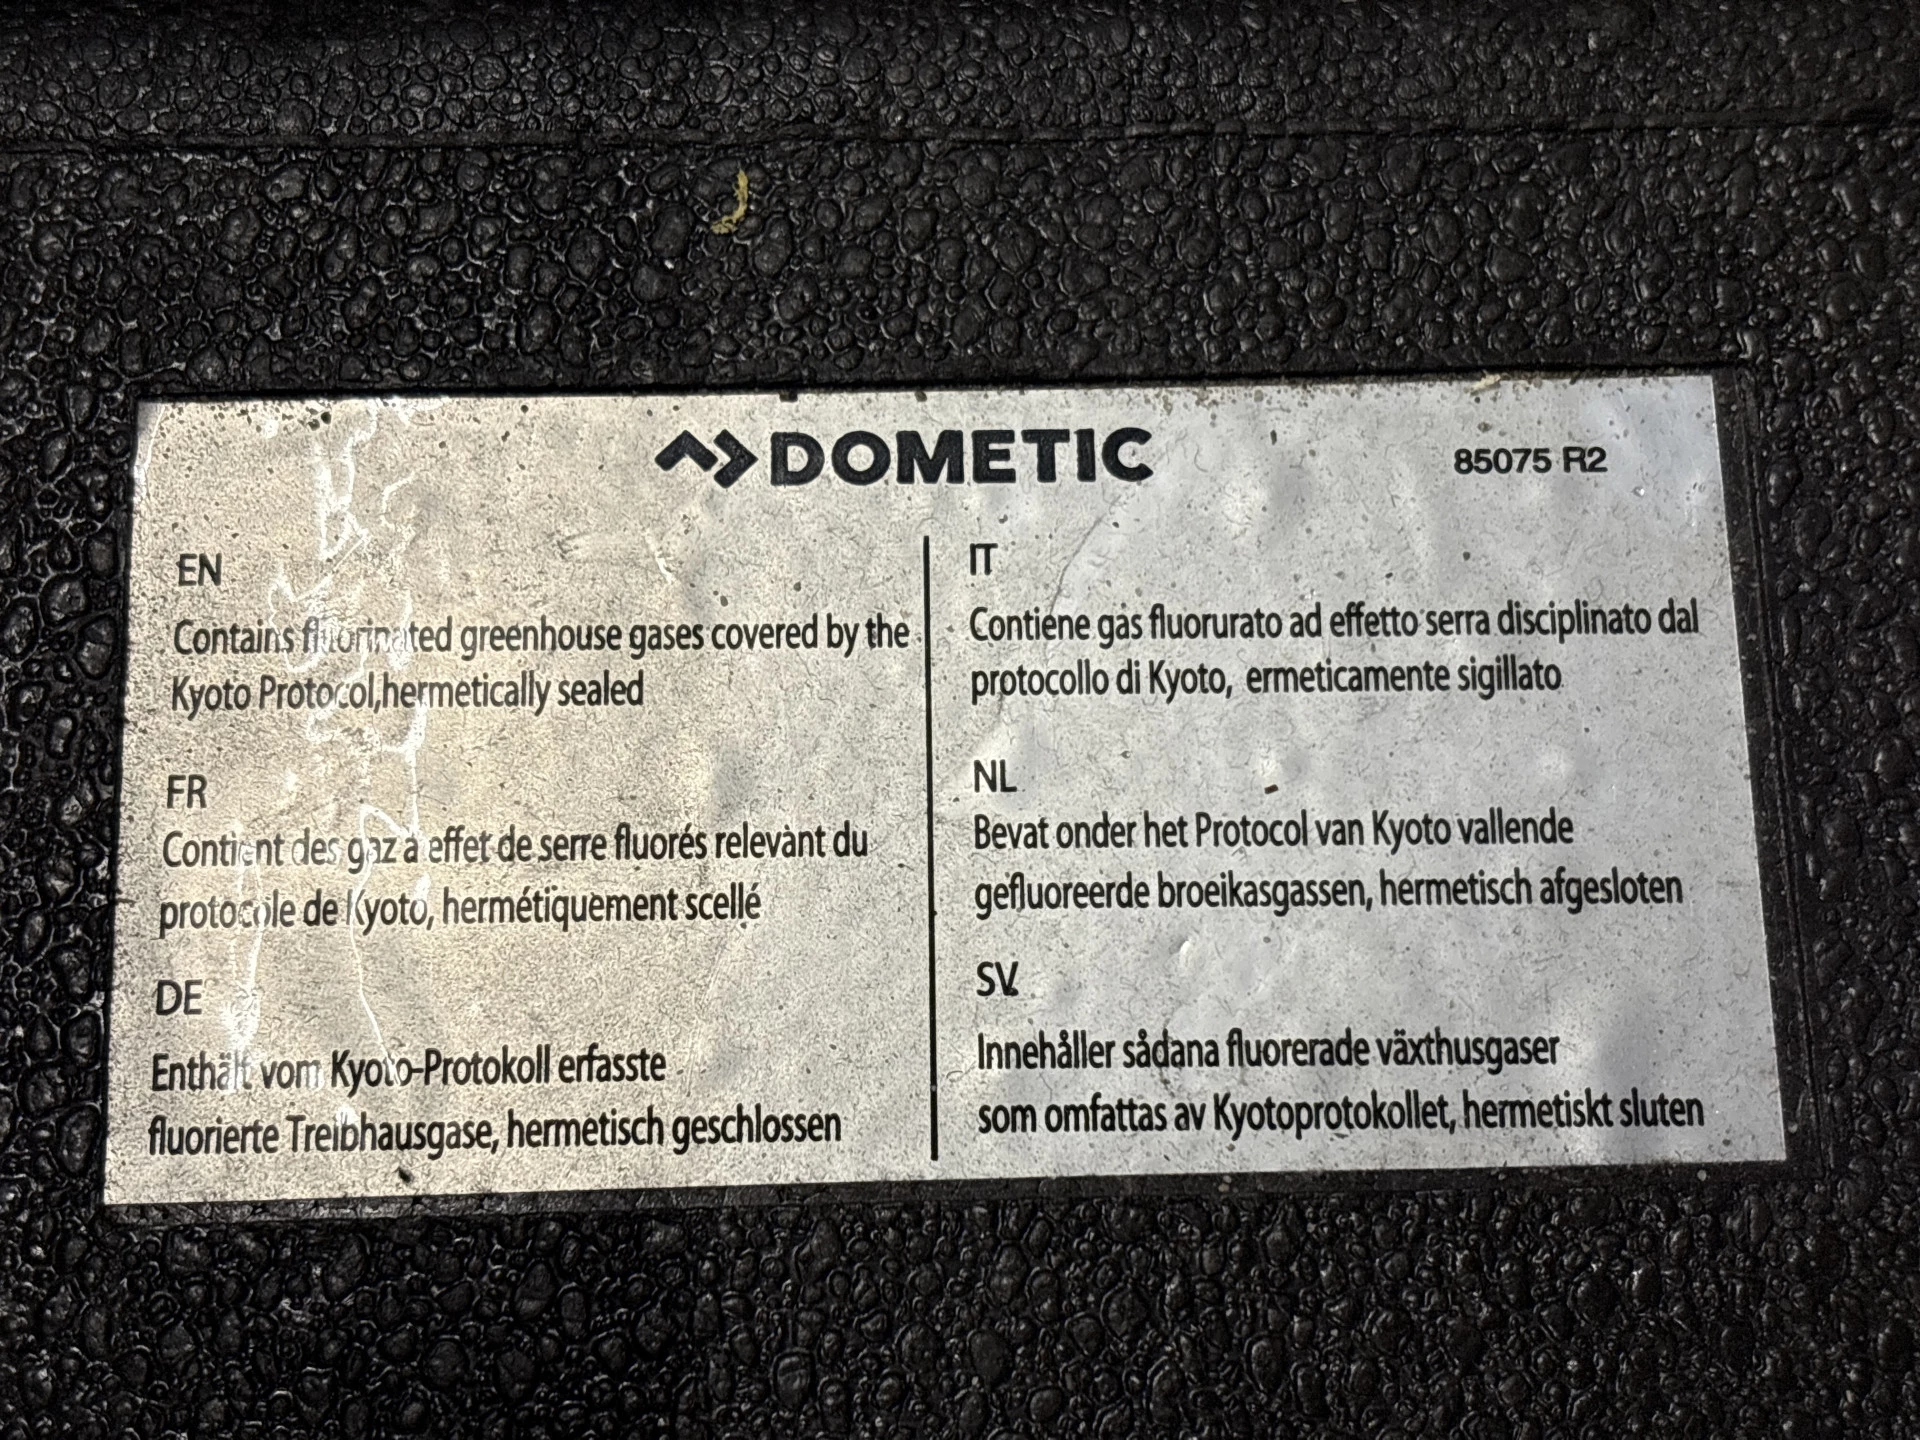 DOMETIC
85075 R2
EN
Contains fluorinated greenhouse gases covered by the
Kyoto Protocol,hermetically sealed
FR
Contient des gaz à effet de serre fluorés relevant du
protocole de Kyoto, hermétiquement scellé
DE
Enthält vom Kyoto-Protokoll erfasste
fluorierte Treibhausgase, hermetisch geschlossen
IT
Contiene gas fluorurato ad effetto serra disciplinato dal
protocollo di Kyoto, ermeticamente sigillato
NL
Bevat onder het Protocol van Kyoto vallende
gefluoreerde broeikasgassen, hermetisch afgesloten
SV
Innehåller sådana fluorerade växthusgaser
som omfattas av Kyotoprotokollet, hermetiskt sluten